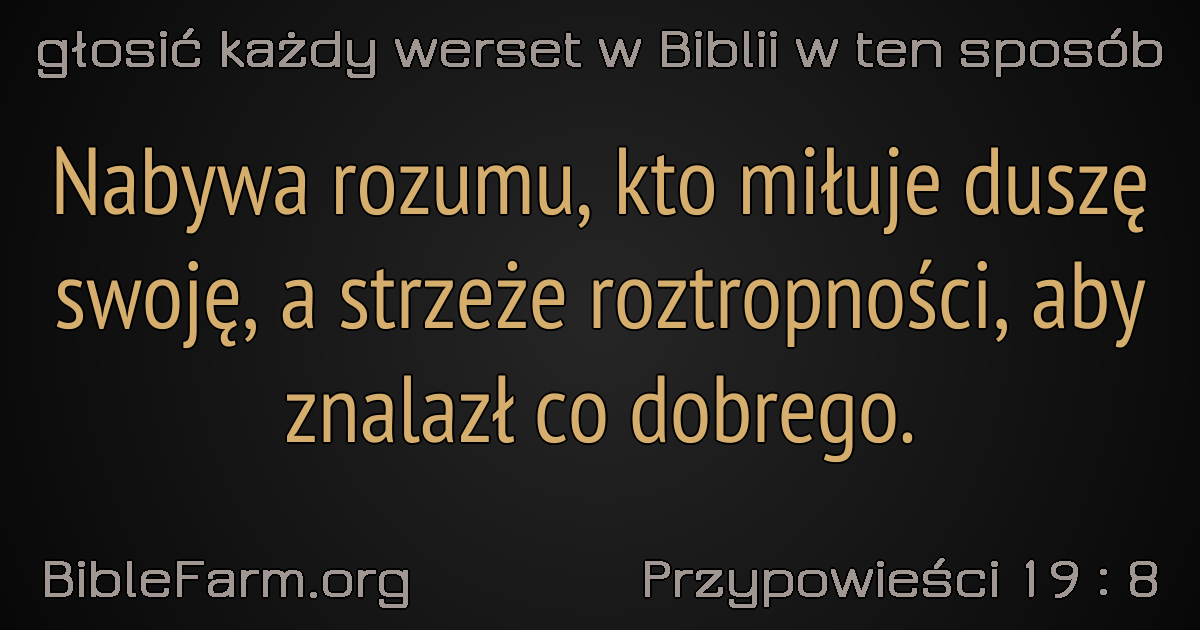 głosić każdy werset w Biblii w ten sposób
Nabywa rozumu, kto miłuje duszę
swoję, a strzeże roztropności, aby
znalazł co dobrego.
BibleFarm.org
Przypowieści 19 : 8